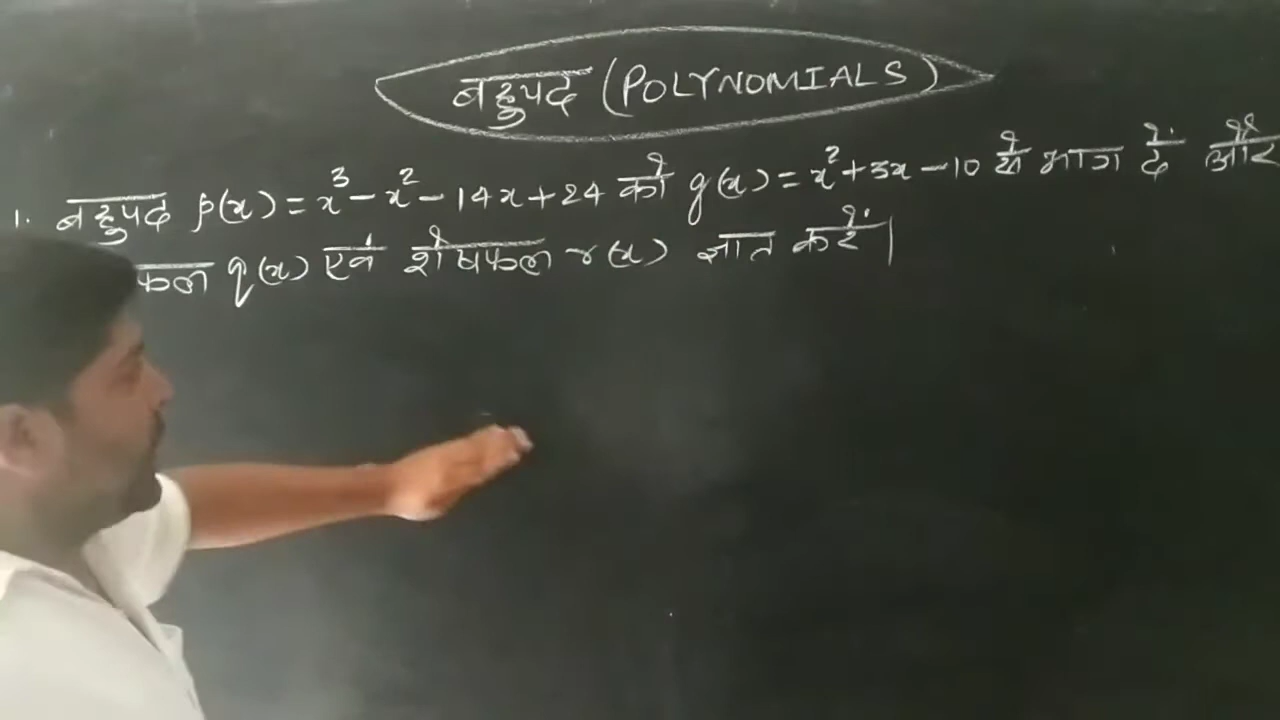 बहुपद (POLYNOMIALS)
1. बहुपद p(x) = x³ - x² - 14x + 24 को g(x) = x² + 3x - 10 से भाग दें और
फल q(x) एवं शेषफल r(x) ज्ञात करें।